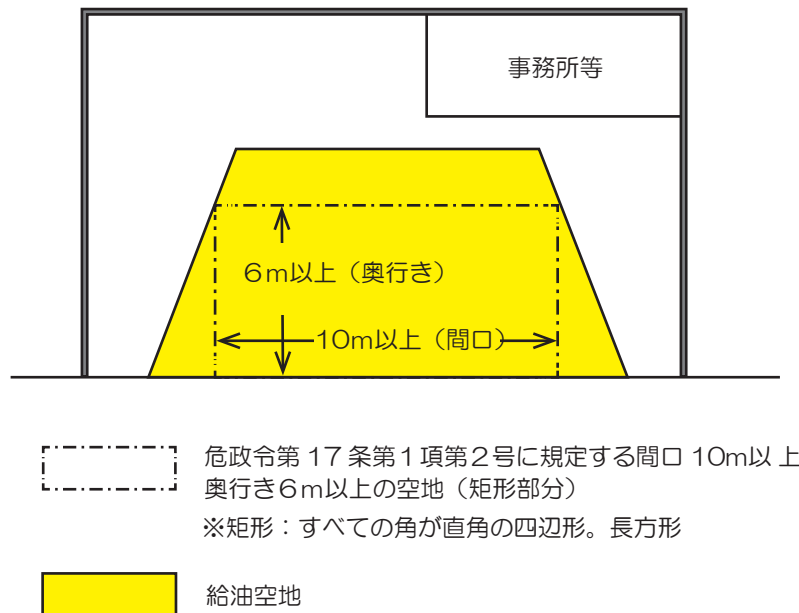 事務所等
6m以上（奥行き）
10m以上（間口）
危政令第 17 条第1項第2号に規定する間口 10m以 上
奥行き6m以上の空地（矩形部分）
※矩形：すべての角が直角の四辺形。長方形
給油空地